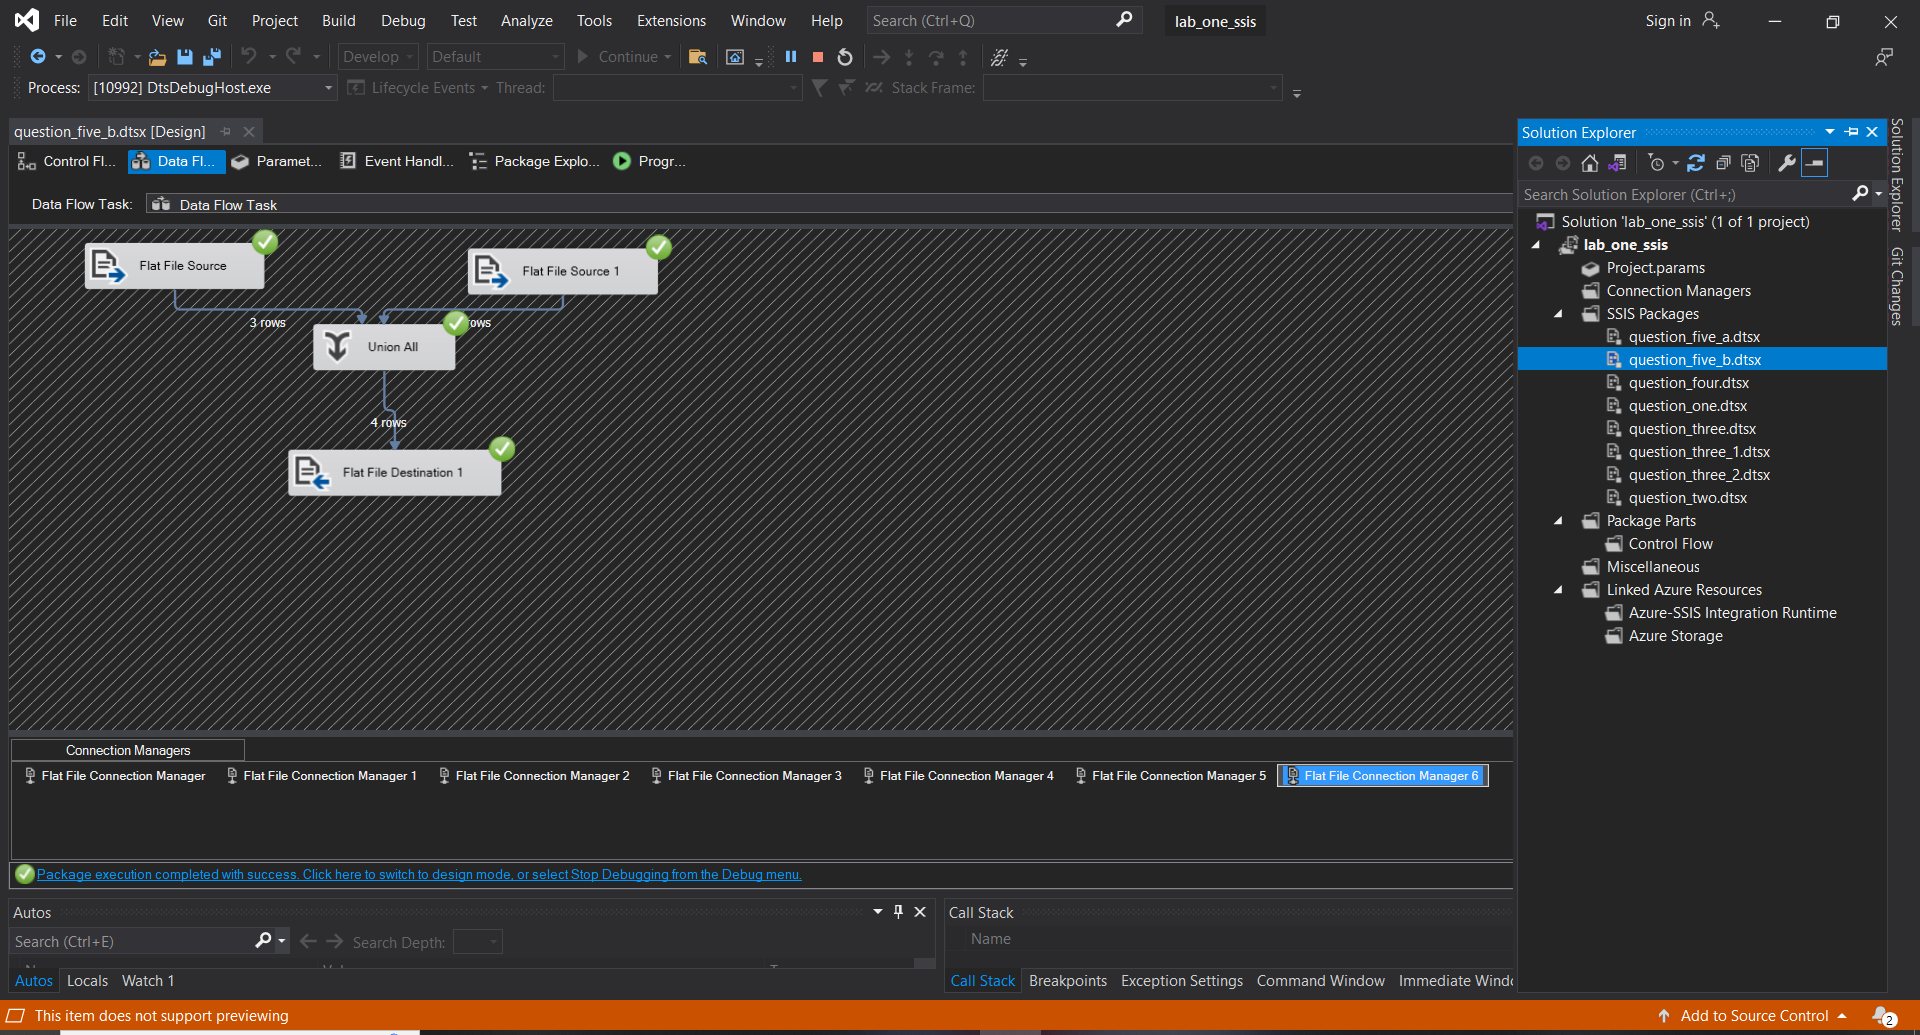 File Edit View Git Project Build Debug Test Analyze Tools Extensions Window Help Search (Ctrl+Q) lab_one_ssis Sign in
Develop Default Continue
Process: [10992] DtsDebugHost.exe Lifecycle Events Thread: Stack Frame:
question_five_b.dtsx [Design]
Control Fl... Data Fl... Paramet... Event Handl... Package Explo... Progr...
Data Flow Task: Data Flow Task
Flat File Source
Flat File Source 1
3 rows
rows
Union All
4 rows
Flat File Destination 1
Connection Managers
Flat File Connection Manager Flat File Connection Manager 1 Flat File Connection Manager 2 Flat File Connection Manager 3 Flat File Connection Manager 4 Flat File Connection Manager 5 Flat File Connection Manager 6
Package execution completed with success. Click here to switch to design mode, or select Stop Debugging from the Debug menu.
Autos
Search (Ctrl+E) Search Depth:
Autos Locals Watch 1
Call Stack
Name
Call Stack Breakpoints Exception Settings Command Window Immediate Windo
Solution Explorer
Search Solution Explorer (Ctrl+;)
Solution 'lab_one_ssis' (1 of 1 project)
lab_one_ssis
Project.params
Connection Managers
SSIS Packages
question_five_a.dtsx
question_five_b.dtsx
question_four.dtsx
question_one.dtsx
question_three.dtsx
question_three_1.dtsx
question_three_2.dtsx
question_two.dtsx
Package Parts
Control Flow
Miscellaneous
Linked Azure Resources
Azure-SSIS Integration Runtime
Azure Storage
Solution Explorer
Git Changes
This item does not support previewing Add to Source Control 2